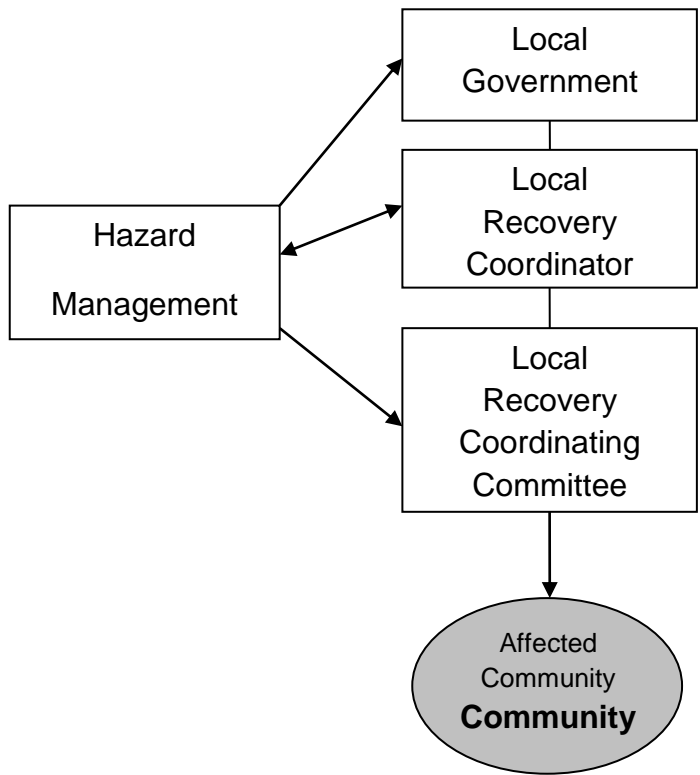 Local
Government
Local
Recovery
Coordinator
Hazard
Management
Local
Recovery
Coordinating
Committee
Affected
Community
Community